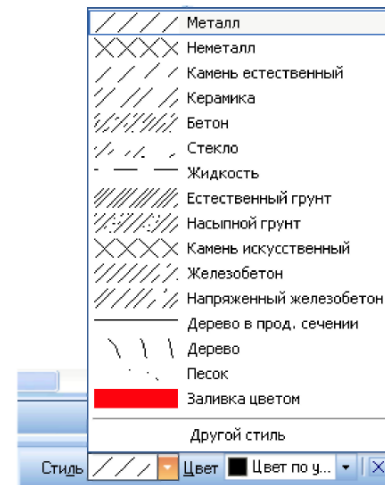 Металл
Неметалл
Камень естественный
Керамика
Бетон
Стекло
Жидкость
Естественный грунт
Насыпной грунт
Камень искусственный
Железобетон
Напряженный железобетон
Дерево в прод. сечении
Дерево
Песок
Заливка цветом
Другой стиль
Стиль Цвет Цвет по у...